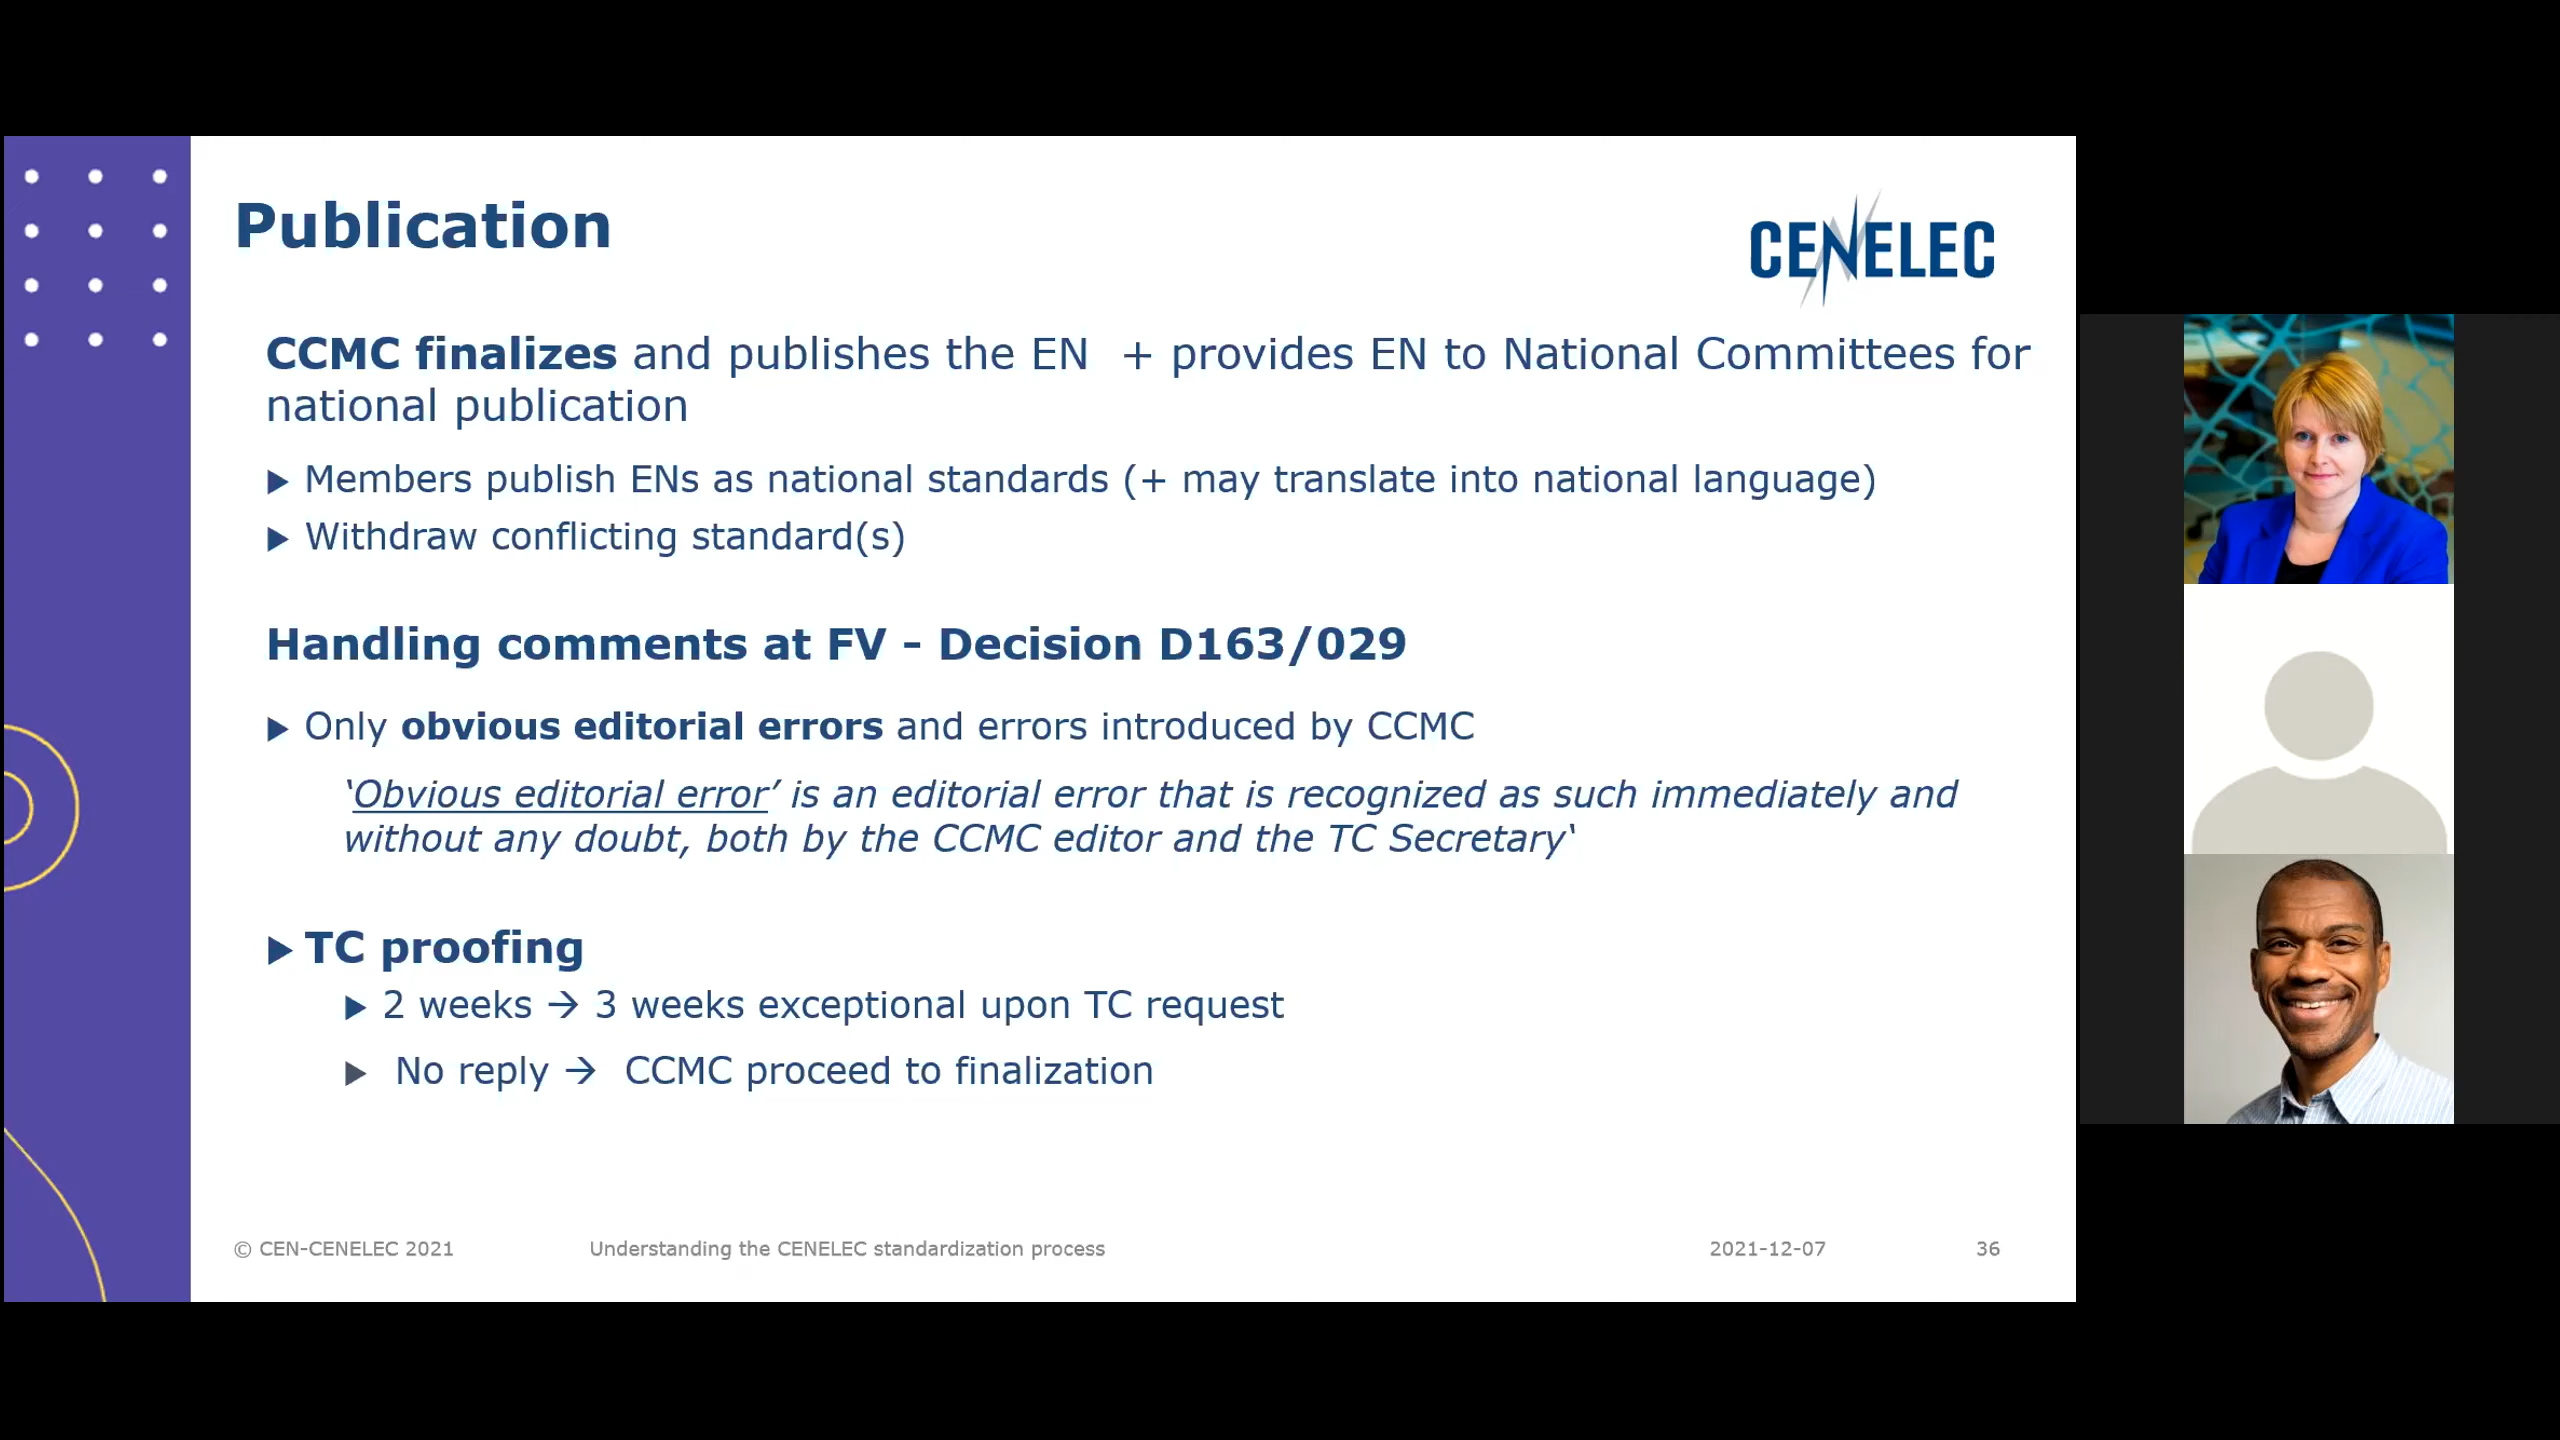 Publication
CENELEC
CCMC finalizes and publishes the EN + provides EN to National Committees for
national publication
Members publish ENs as national standards (+ may translate into national language)
Withdraw conflicting standard(s)
Handling comments at FV - Decision D163/029
Only obvious editorial errors and errors introduced by CCMC
‘Obvious editorial error’ is an editorial error that is recognized as such immediately and
without any doubt, both by the CCMC editor and the TC Secretary‘
TC proofing
2 weeks → 3 weeks exceptional upon TC request
No reply → CCMC proceed to finalization
© CEN-CENELEC 2021 Understanding the CENELEC standardization process 2021-12-07 36